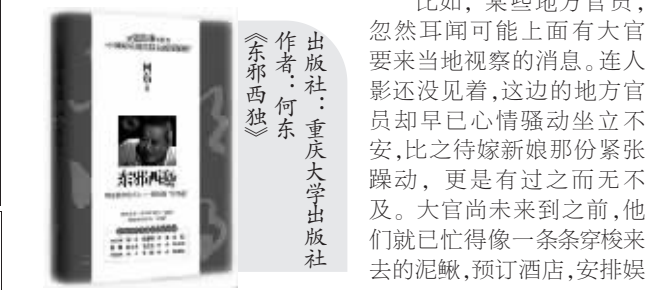 何东
东邪西独
《东邪西独》
作者：何东
出版社：重庆大学出版社
比如，某些地方官员，
忽然耳闻可能上面有大官
要来当地视察的消息。连人
影还没见着，这边的地方官
员却早已心情骚动坐立不
安，比之待嫁新娘那份紧张
躁动，更是有过之而无不
及。大官尚未来到之前，他
们就已忙得像一条条穿梭来
去的泥鳅，预订酒店，安排娱